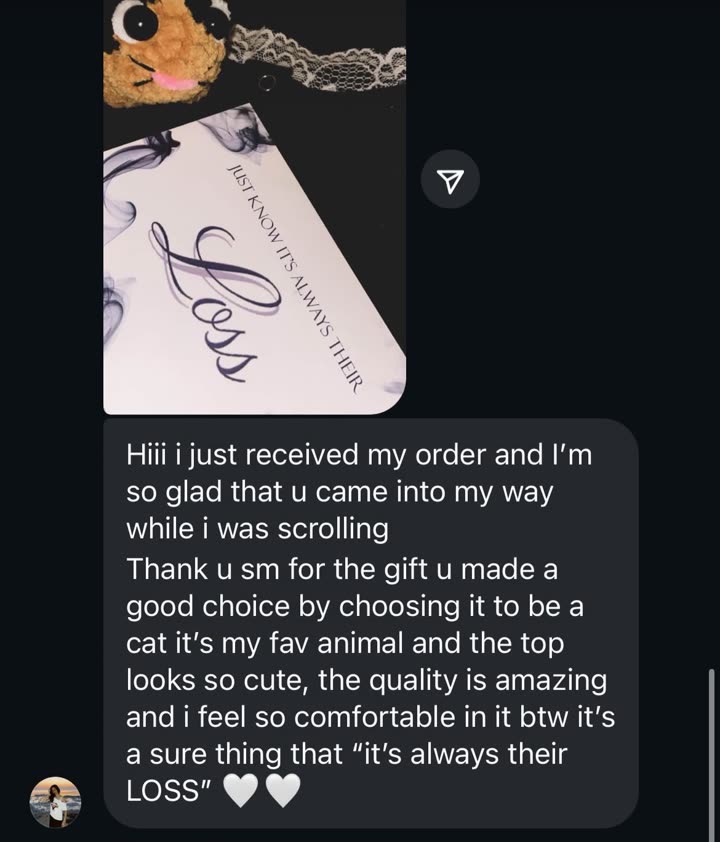 JUST KNOW IT'S ALWAYS THEIR
Loss
Hiii i just received my order and I’m
so glad that u came into my way
while i was scrolling
Thank u sm for the gift u made a
good choice by choosing it to be a
cat it’s my fav animal and the top
looks so cute, the quality is amazing
and i feel so comfortable in it btw it’s
a sure thing that “it’s always their
LOSS” 🤍🤍